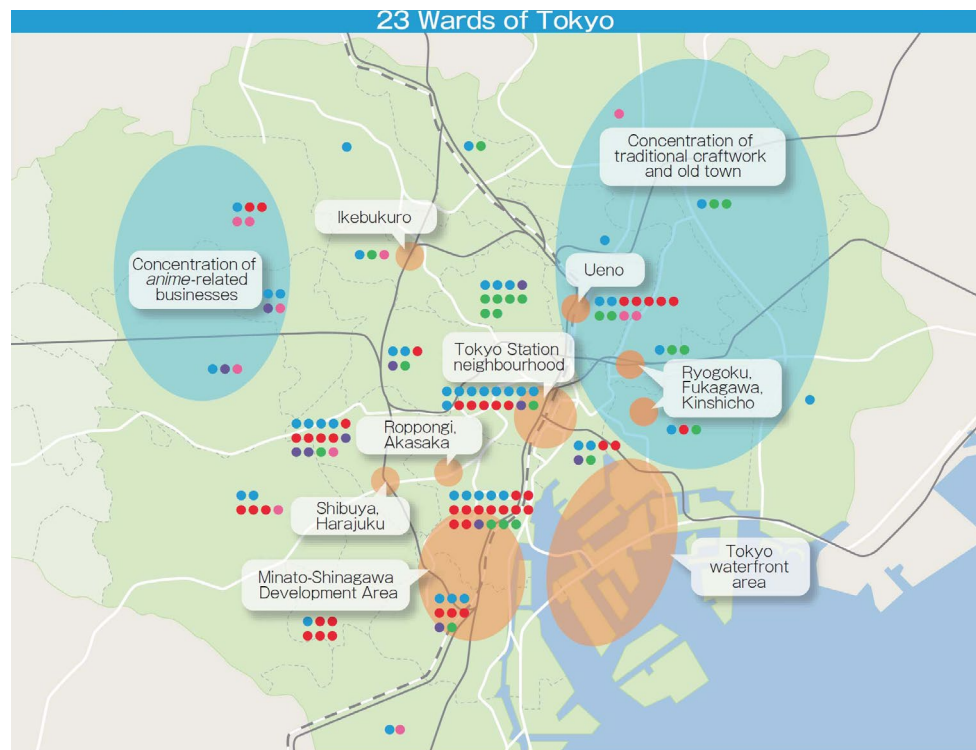 23 Wards of Tokyo
Concentration of
traditional craftwork
and old town
Ikebukuro
Concentration of
anime-related
businesses
Ueno
Tokyo Station
neighbourhood
Ryogoku,
Fukagawa,
Kinshicho
Roppongi,
Akasaka
Shibuya,
Harajuku
Minato-Shinagawa
Development Area
Tokyo
waterfront
area